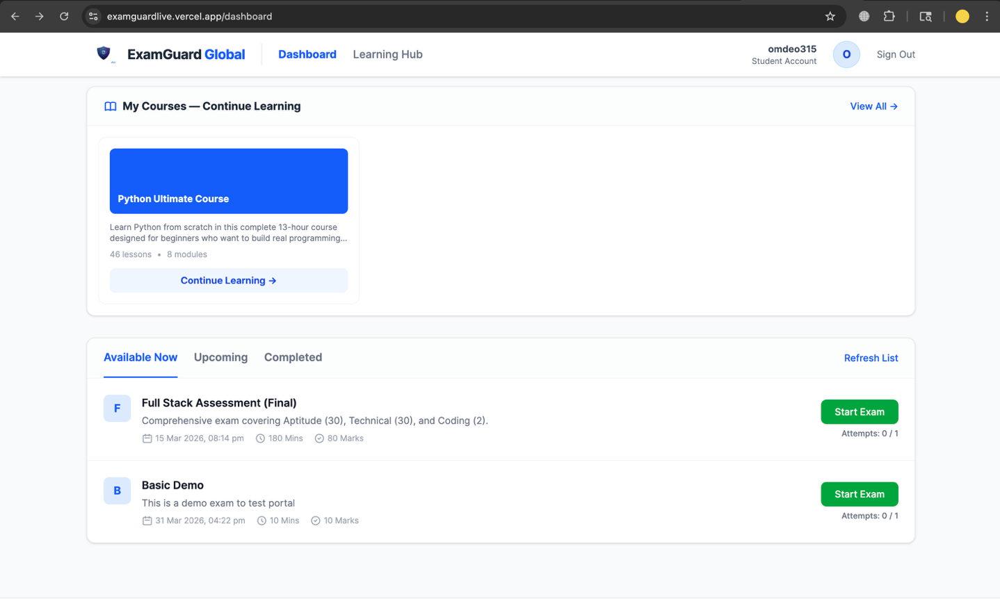 examguardlive.vercel.app/dashboard
ExamGuard Global
Dashboard
Learning Hub
omdeo315
Student Account
O
Sign Out
My Courses — Continue Learning
View All →
Python Ultimate Course
Learn Python from scratch in this complete 13-hour course
designed for beginners who want to build real programming...
46 lessons • 8 modules
Continue Learning →
Available Now
Upcoming
Completed
Refresh List
F
Full Stack Assessment (Final)
Comprehensive exam covering Aptitude (30), Technical (30), and Coding (2).
15 Mar 2026, 08:14 pm
180 Mins
80 Marks
Start Exam
Attempts: 0 / 1
B
Basic Demo
This is a demo exam to test portal
31 Mar 2026, 04:22 pm
10 Mins
10 Marks
Start Exam
Attempts: 0 / 1